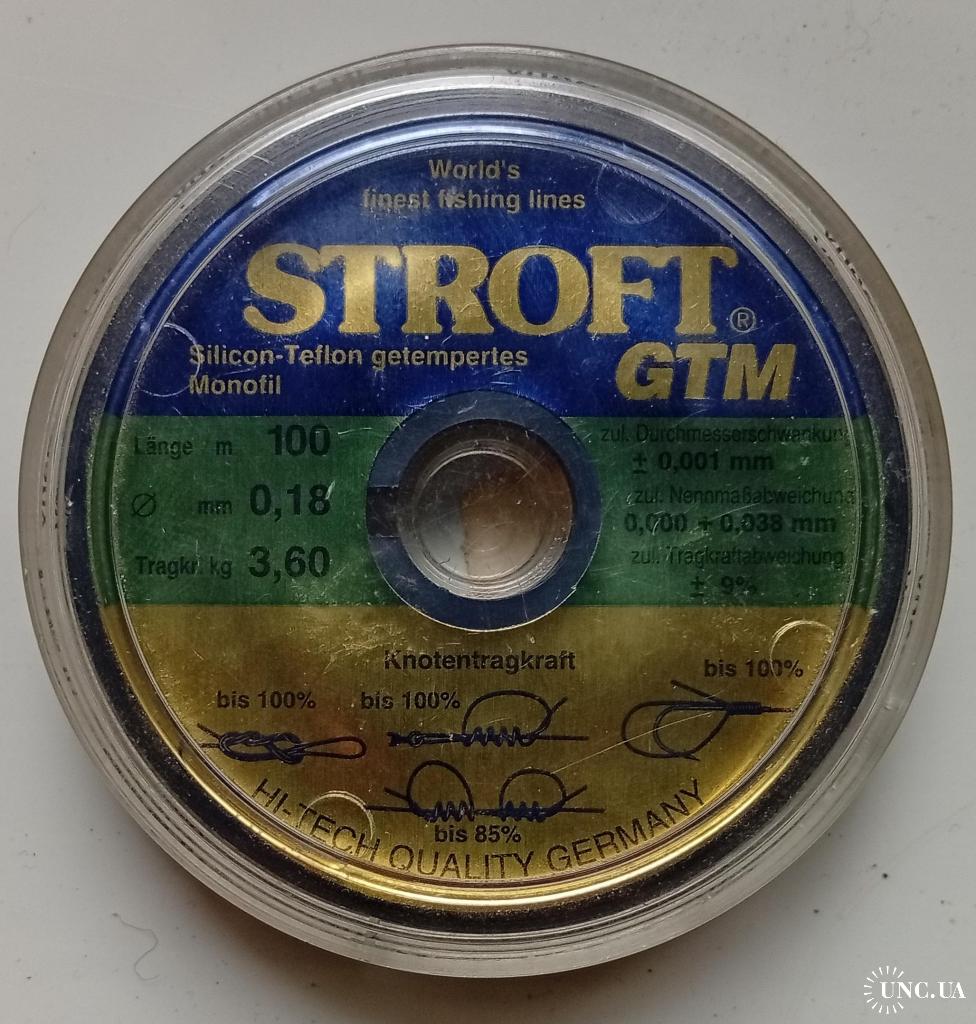 World's
finest fishing lines
STROFT®
GTM
Silicon-Teflon getempertes
Monofil
Länge m 100
Ø mm 0,18
Tragkr. kg 3,60
zul. Durchmesserschwankung
± 0,001 mm
zul. Nennmaßabweichung
0,000 + 0,038 mm
zul. Tragkraftabweichung
± 9%
Knotentragkraft
bis 100%
bis 100%
bis 100%
bis 85%
HI-TECH QUALITY GERMANY
UNC.UA